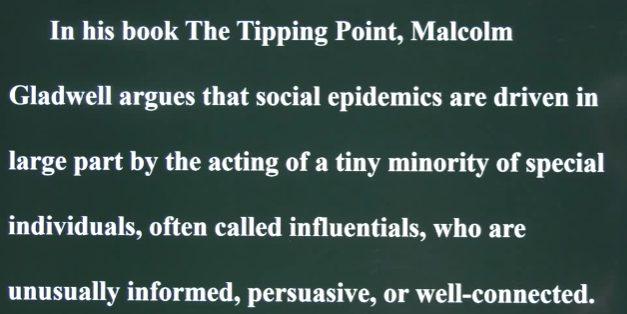 In his book The Tipping Point, Malcolm
Gladwell argues that social epidemics are driven in
large part by the acting of a tiny minority of special
individuals, often called influentials, who are
unusually informed, persuasive, or well-connected.